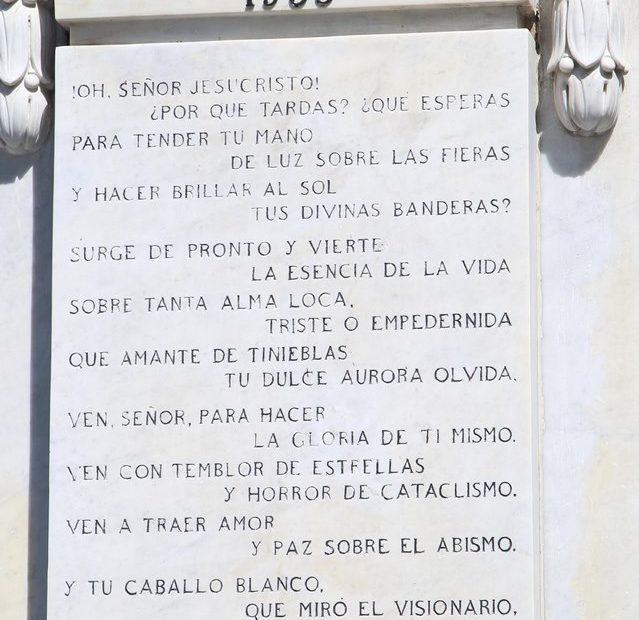 ¡OH, SEÑOR JESUCRISTO!
¿POR QUE TARDAS? ¿QUÉ ESPERAS
PARA TENDER TU MANO
DE LUZ SOBRE LAS FIERAS
Y HACER BRILLAR AL SOL
TUS DIVINAS BANDERAS?
SURGE DE PRONTO Y VIERTE
LA ESENCIA DE LA VIDA
SOBRE TANTA ALMA LOCA,
TRISTE O EMPEDERNIDA
QUE AMANTE DE TINIEBLAS
TU DULCE AURORA OLVIDA.
VEN, SEÑOR, PARA HACER
LA GLORIA DE TI MISMO.
VEN CON TEMBLOR DE ESTRELLAS
Y HORROR DE CATACLISMO.
VEN A TRAER AMOR
Y PAZ SOBRE EL ABISMO.
Y TU CABALLO BLANCO,
QUE MIRÓ EL VISIONARIO,